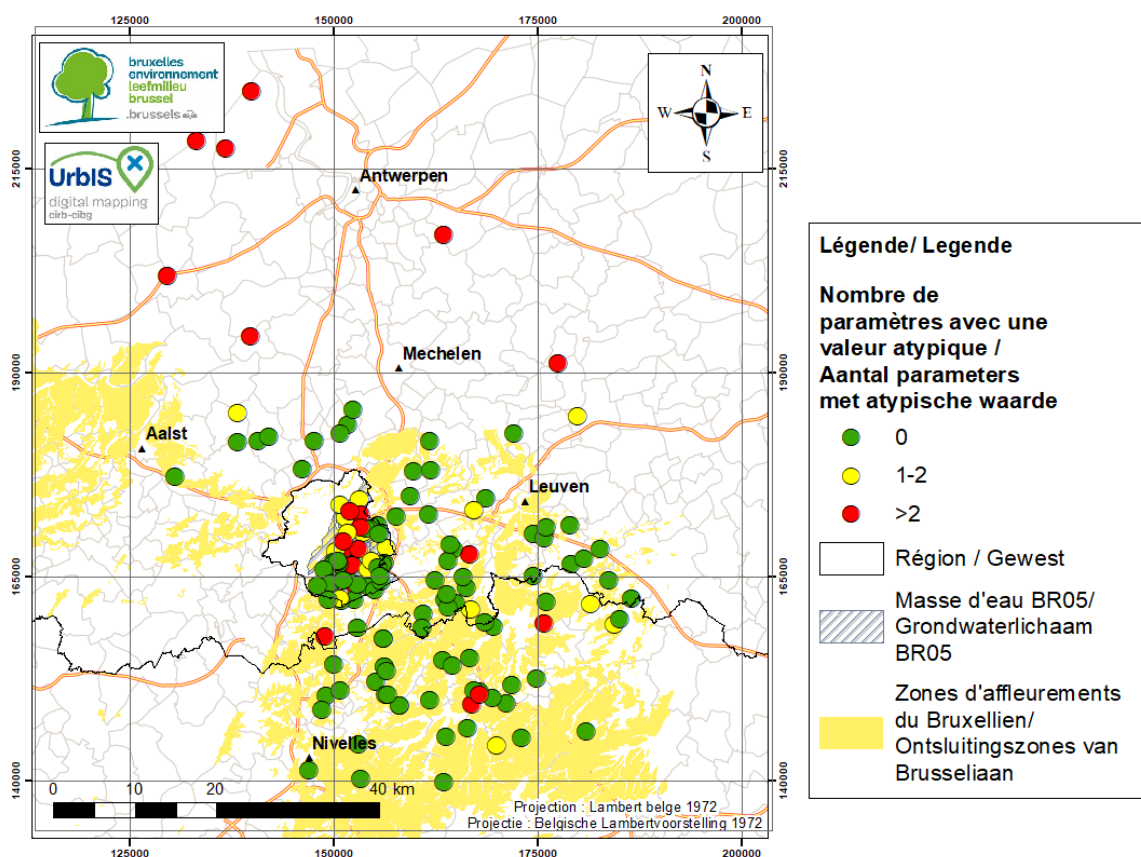 125000
150000
175000
200000
bruxelles
environnement
leefmilieu
brussel
.brussels
UrbIS
digital mapping
cirb-cibg
N
W
E
S
215000
215000
Antwerpen
Mechelen
190000
190000
Aalst
Leuven
165000
165000
Nivelles
140000
140000
0
10
20
40 km
Projection : Lambert belge 1972
Projectie : Belgische Lambertvoorstelling 1972
125000
150000
175000
200000
Légende/ Legende
Nombre de
paramètres avec une
valeur atypique /
Aantal parameters
met atypische waarde
0
1-2
>2
Région / Gewest
Masse d'eau BR05/
Grondwaterlichaam
BR05
Zones d'affleurements
du Bruxellien/
Ontsluitingszones van
Brusseliaan